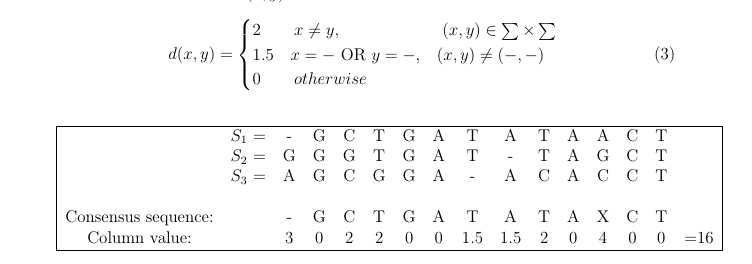 d(x, y) = { 2 x ≠ y, (x, y) ∈ ∑ × ∑
1.5 x = − OR y = −, (x, y) ≠ (−, −) (3)
0 otherwise
S1 = - G C T G A T A T A A C T
S2 = G G G T G A T - T A G C T
S3 = A G C G G A - A C A C C T
Consensus sequence: - G C T G A T A T A X C T
Column value: 3 0 2 2 0 0 1.5 1.5 2 0 4 0 0 =16